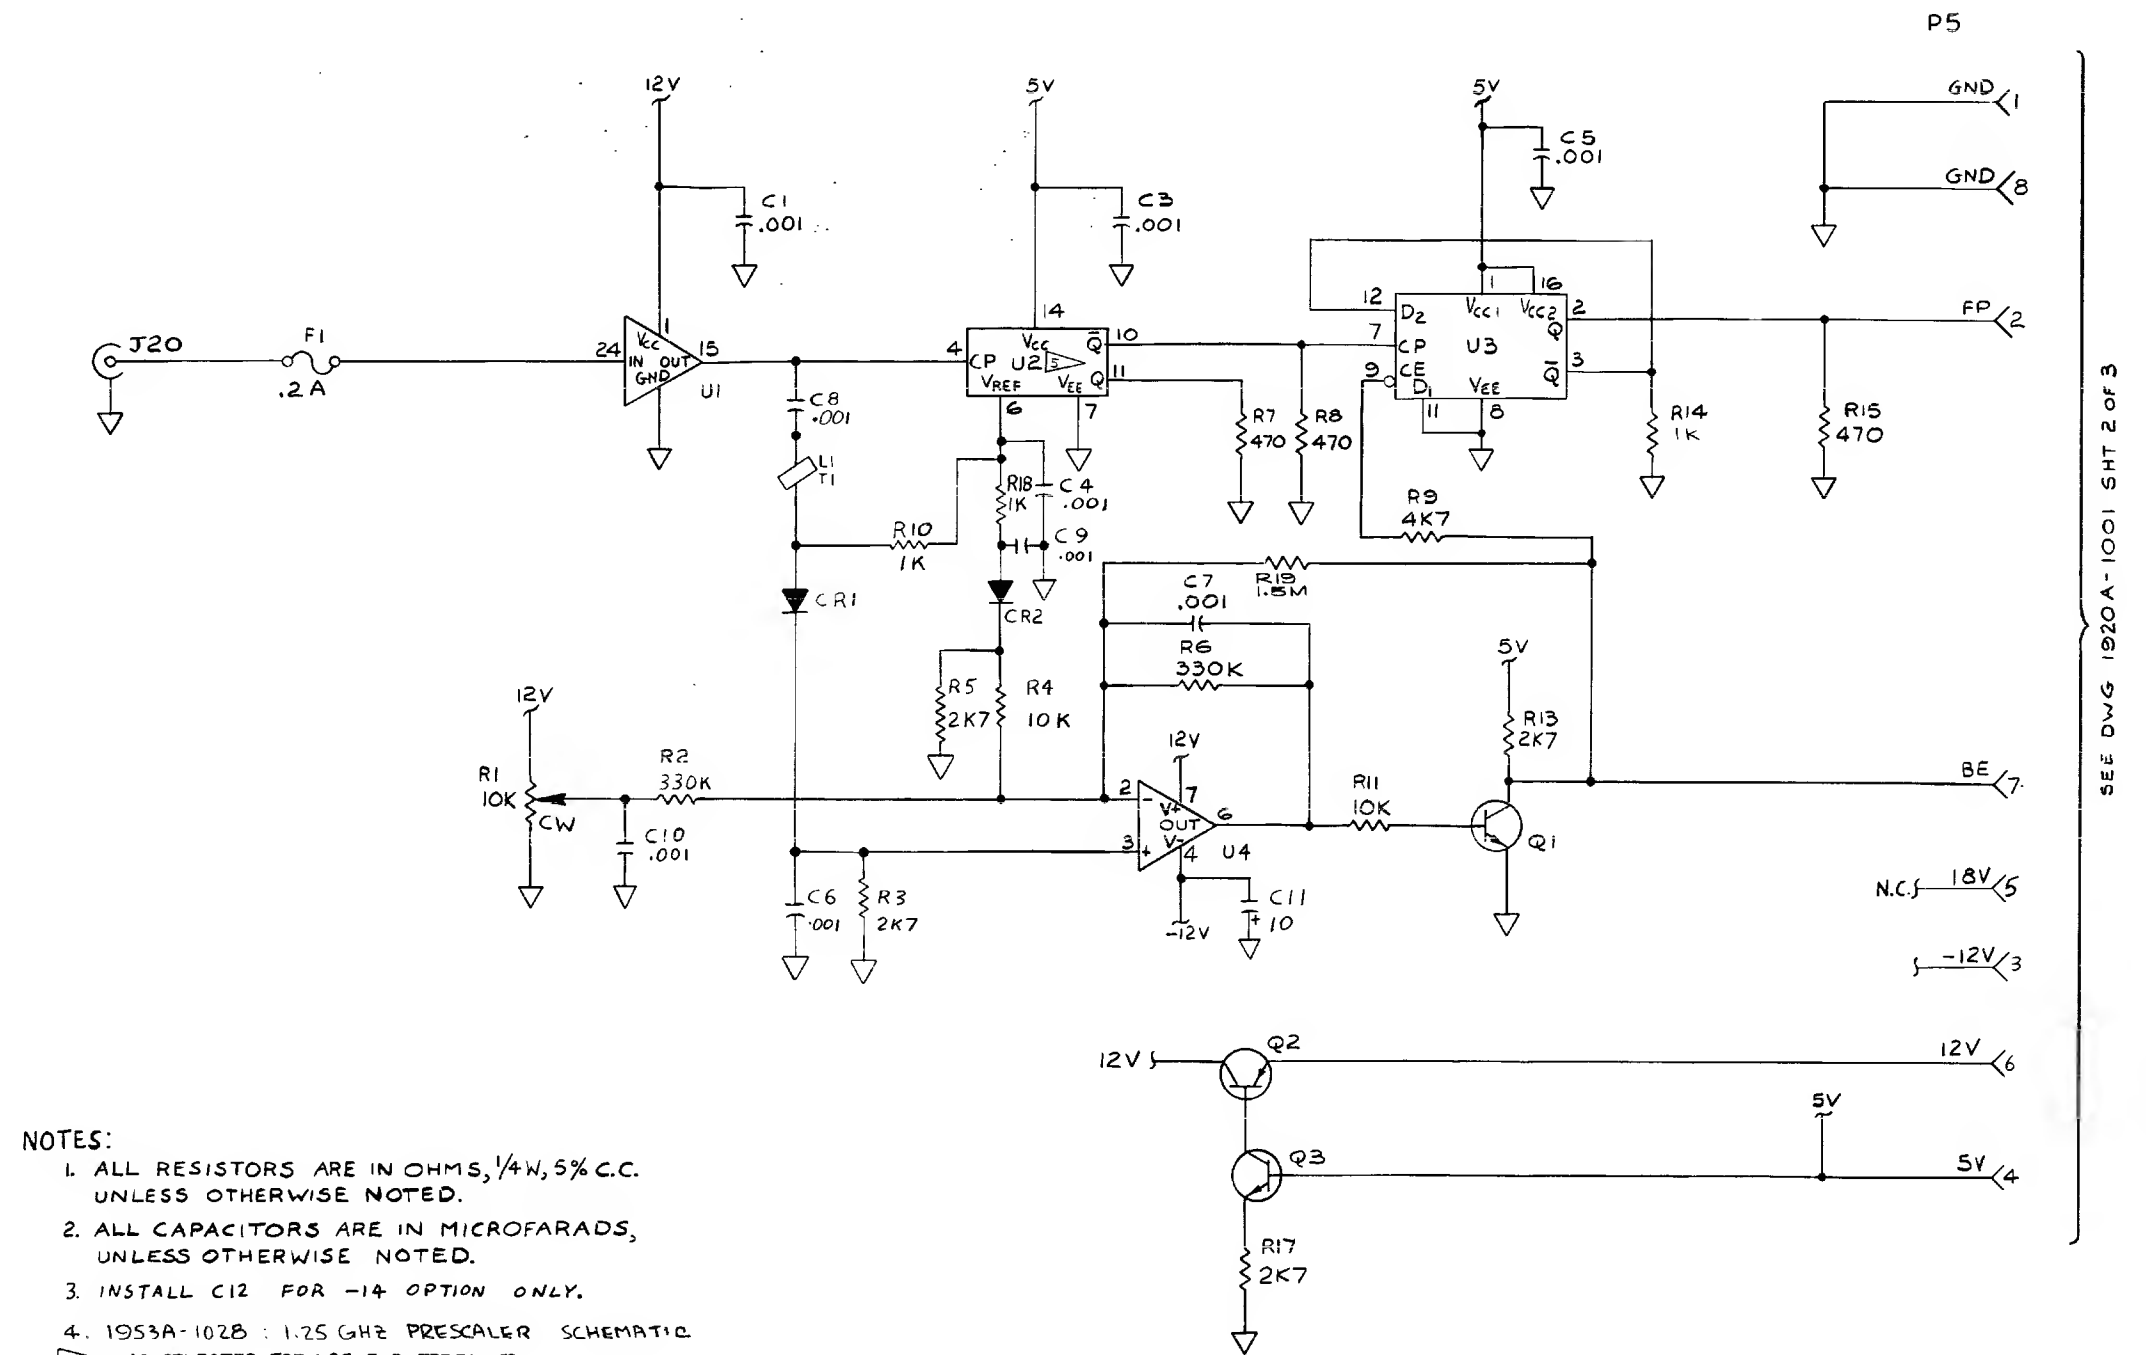 P5
12V
5V
5V
GND 1
C5
.001
GND 8
C1
.001
C3
.001
J20
F1
.2A
24
1
VCC
IN OUT
GND
15
U1
14
4
CP
VCC
U2
5
VREF
VEE
Q̅
Q
10
11
6
7
12
7
9
1
16
D2
VCC1
VCC2
CP
U3
CE
D1
VEE
Q
Q̅
11
8
2
3
FP 2
C8
.001
L1
T1
R18
1K
C4
.001
R7
470
R8
470
R14
1K
R15
470
R9
4K7
R10
1K
C9
.001
R19
1.5M
CR1
CR2
C7
.001
R6
330K
5V
R5
2K7
R4
10K
R13
2K7
12V
R1
10K
CW
R2
330K
C10
.001
12V
2
7
-
V+
OUT
V-
3
+
4
6
U4
R11
10K
Q1
BE 7
C6
.001
R3
2K7
-12V
C11
+
10
N.C. 18V 5
-12V 3
12V
Q2
12V 6
5V
Q3
5V 4
R17
2K7
SEE DWG 1920A-1001 SHT 2 OF 3
NOTES:
1. ALL RESISTORS ARE IN OHMS, 1/4W, 5% C.C.
UNLESS OTHERWISE NOTED.
2. ALL CAPACITORS ARE IN MICROFARADS,
UNLESS OTHERWISE NOTED.
3. INSTALL C12 FOR -14 OPTION ONLY.
4. 1953A-1028 : 1.25 GHZ PRESCALER SCHEMATIC